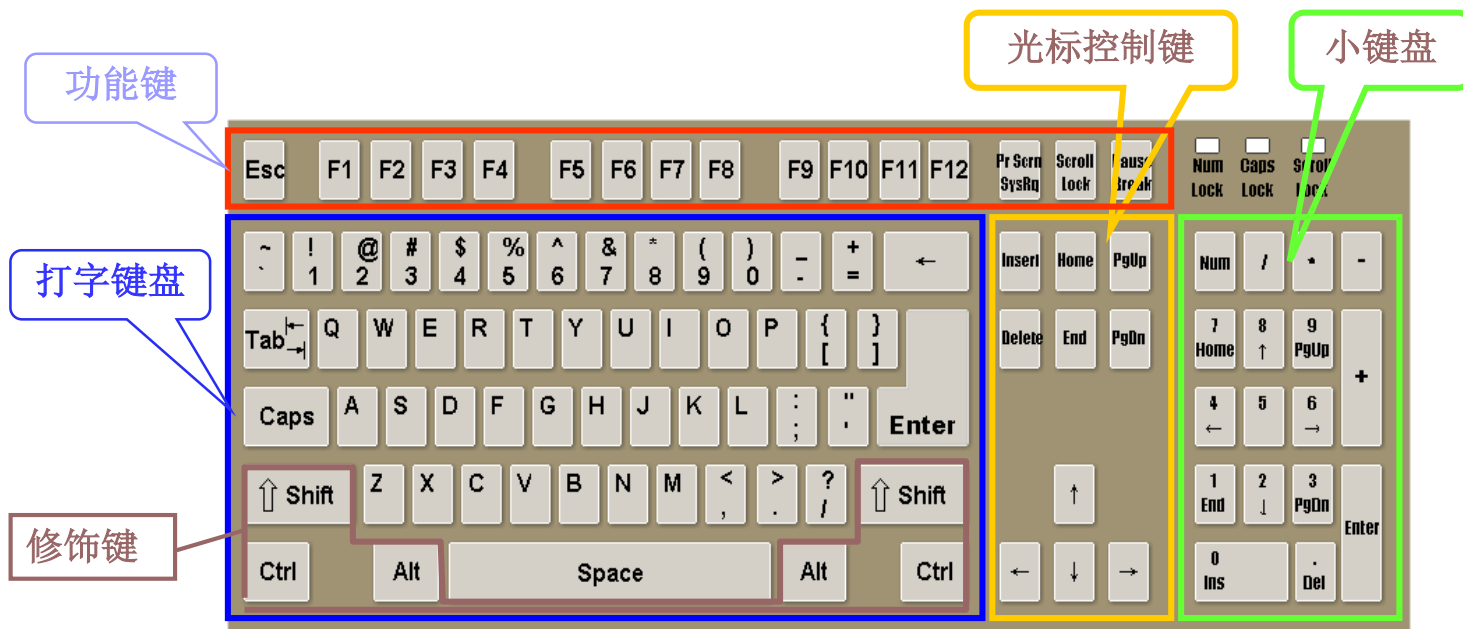 光标控制键 小键盘
功能键
Esc F1 F2 F3 F4 F5 F6 F7 F8 F9 F10 F11 F12 Pr Scrn SysRq Scroll Lock Pause Break Num Lock Caps Lock Scroll Lock
~ ! @ # $ % ^ & * ( ) _ +
` 1 2 3 4 5 6 7 8 9 0 - = ← Insert Home PgUp Num / * -
打字键盘
Tab Q W E R T Y U I O P { [ } ] Delete End PgDn 7 Home 8 ↑ 9 PgUp +
Caps A S D F G H J K L : ; " ' Enter 4 ← 5 6 →
⇧ Shift Z X C V B N M < , > . ? / ⇧ Shift ↑ 1 End 2 ↓ 3 PgDn Enter
修饰键
Ctrl Alt Space Alt Ctrl ← ↓ → 0 Ins . Del